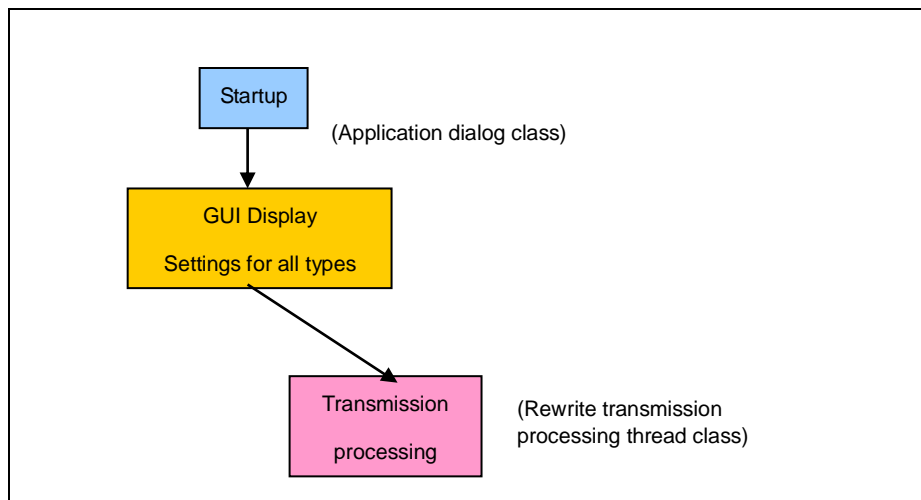 Startup
(Application dialog class)
GUI Display
Settings for all types
Transmission
processing
(Rewrite transmission
processing thread class)